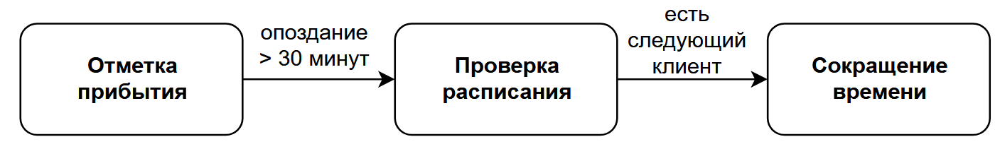 Отметка
прибытия
опоздание
> 30 минут
Проверка
расписания
есть
следующий
клиент
Сокращение
времени